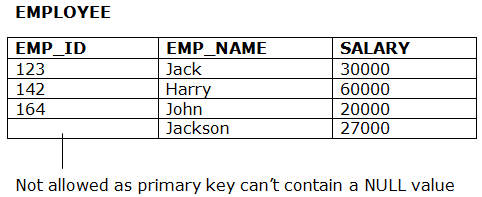 EMPLOYEE
EMP_ID EMP_NAME SALARY
123 Jack 30000
142 Harry 60000
164 John 20000
Jackson 27000
Not allowed as primary key can't contain a NULL value